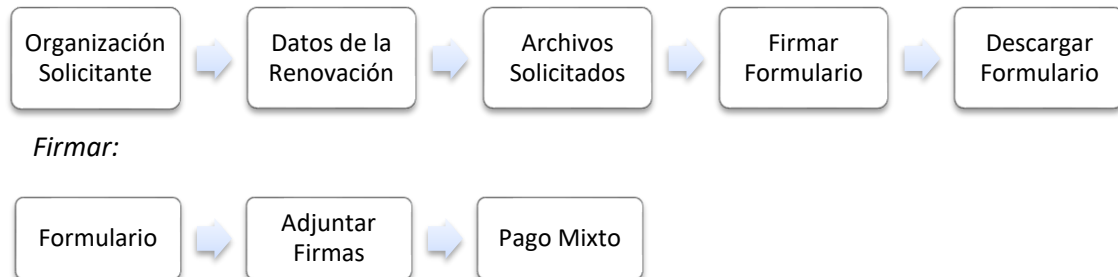 Organización
Solicitante
Datos de la
Renovación
Archivos
Solicitados
Firmar
Formulario
Descargar
Formulario
Firmar:
Formulario
Adjuntar
Firmas
Pago Mixto